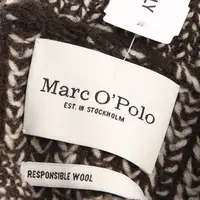 Marc O'Polo
EST. IN STOCKHOLM
RESPONSIBLE WOOL